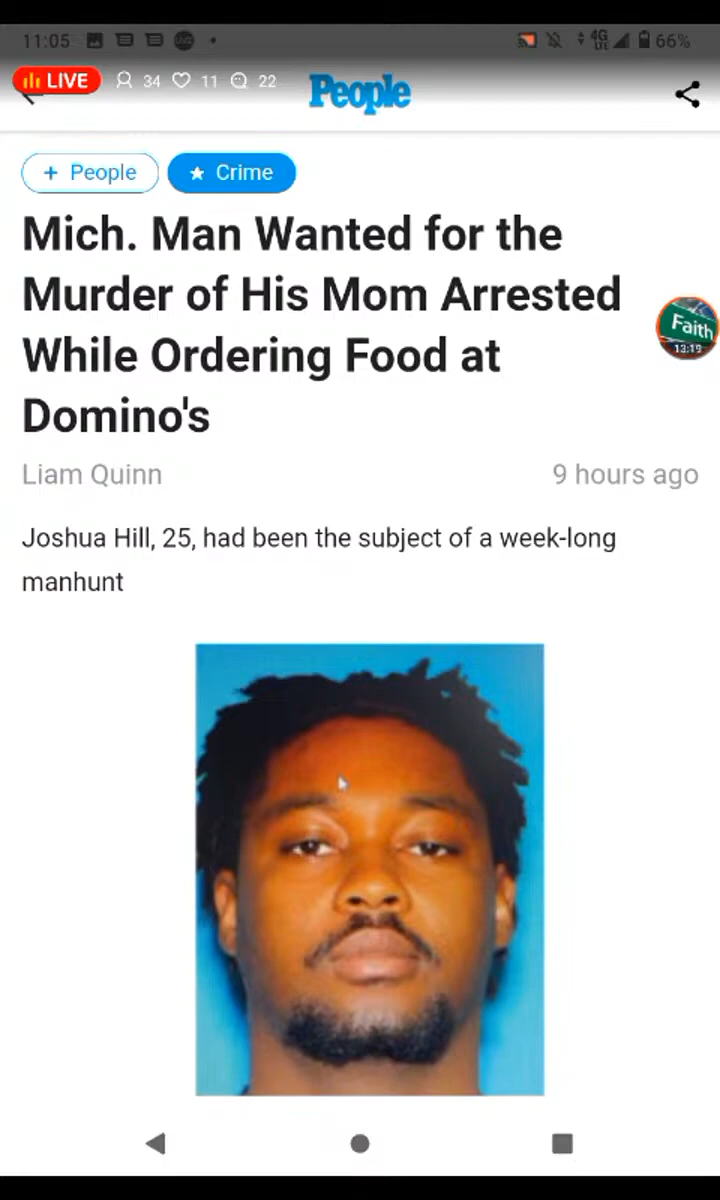 11:05
4G
LTE
66%
LIVE 34 11 22
People
+ People
Crime
Mich. Man Wanted for the
Murder of His Mom Arrested
While Ordering Food at
Domino's
Faith
13:19
Liam Quinn
9 hours ago
Joshua Hill, 25, had been the subject of a week-long
manhunt